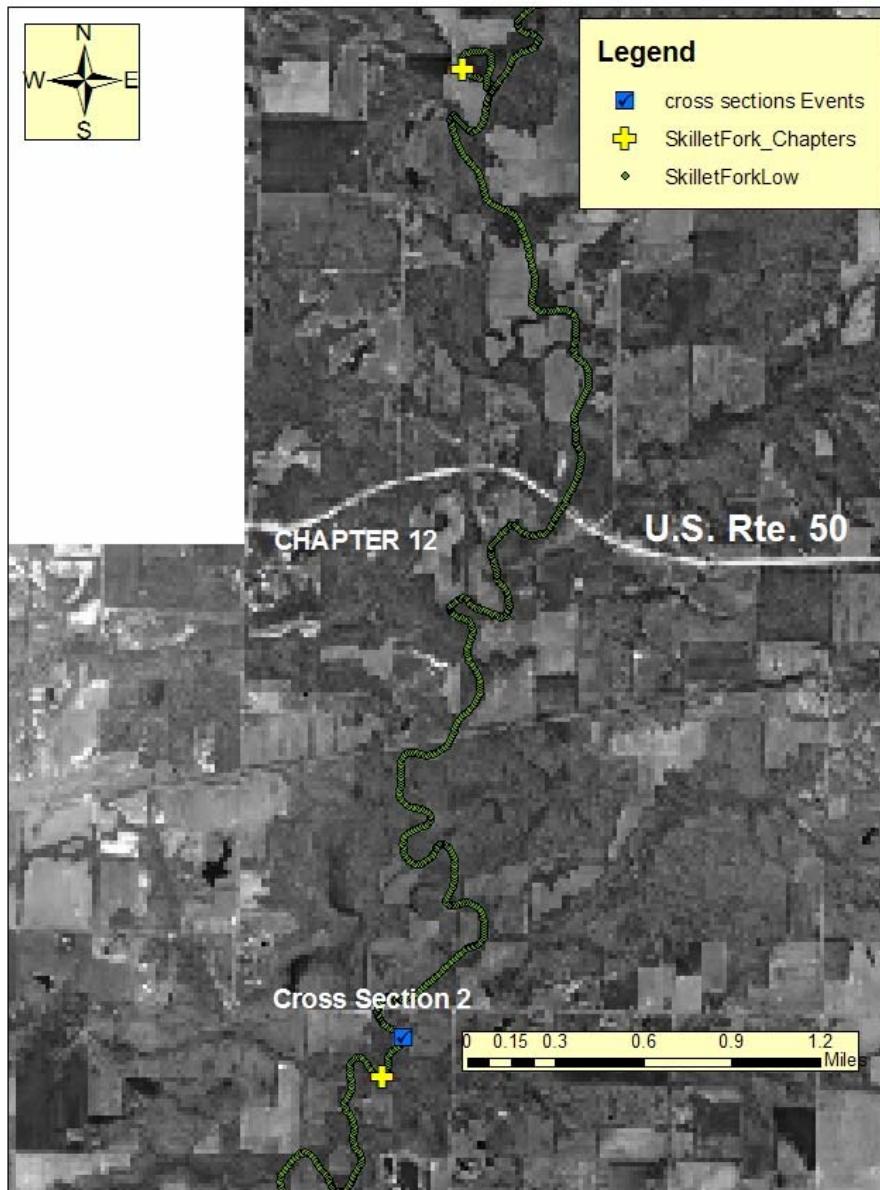 N
W E
S
Legend
cross sections Events
SkilletFork_Chapters
SkilletForkLow
U.S. Rte. 50
CHAPTER 12
Cross Section 2
0 0.15 0.3 0.6 0.9 1.2
Miles